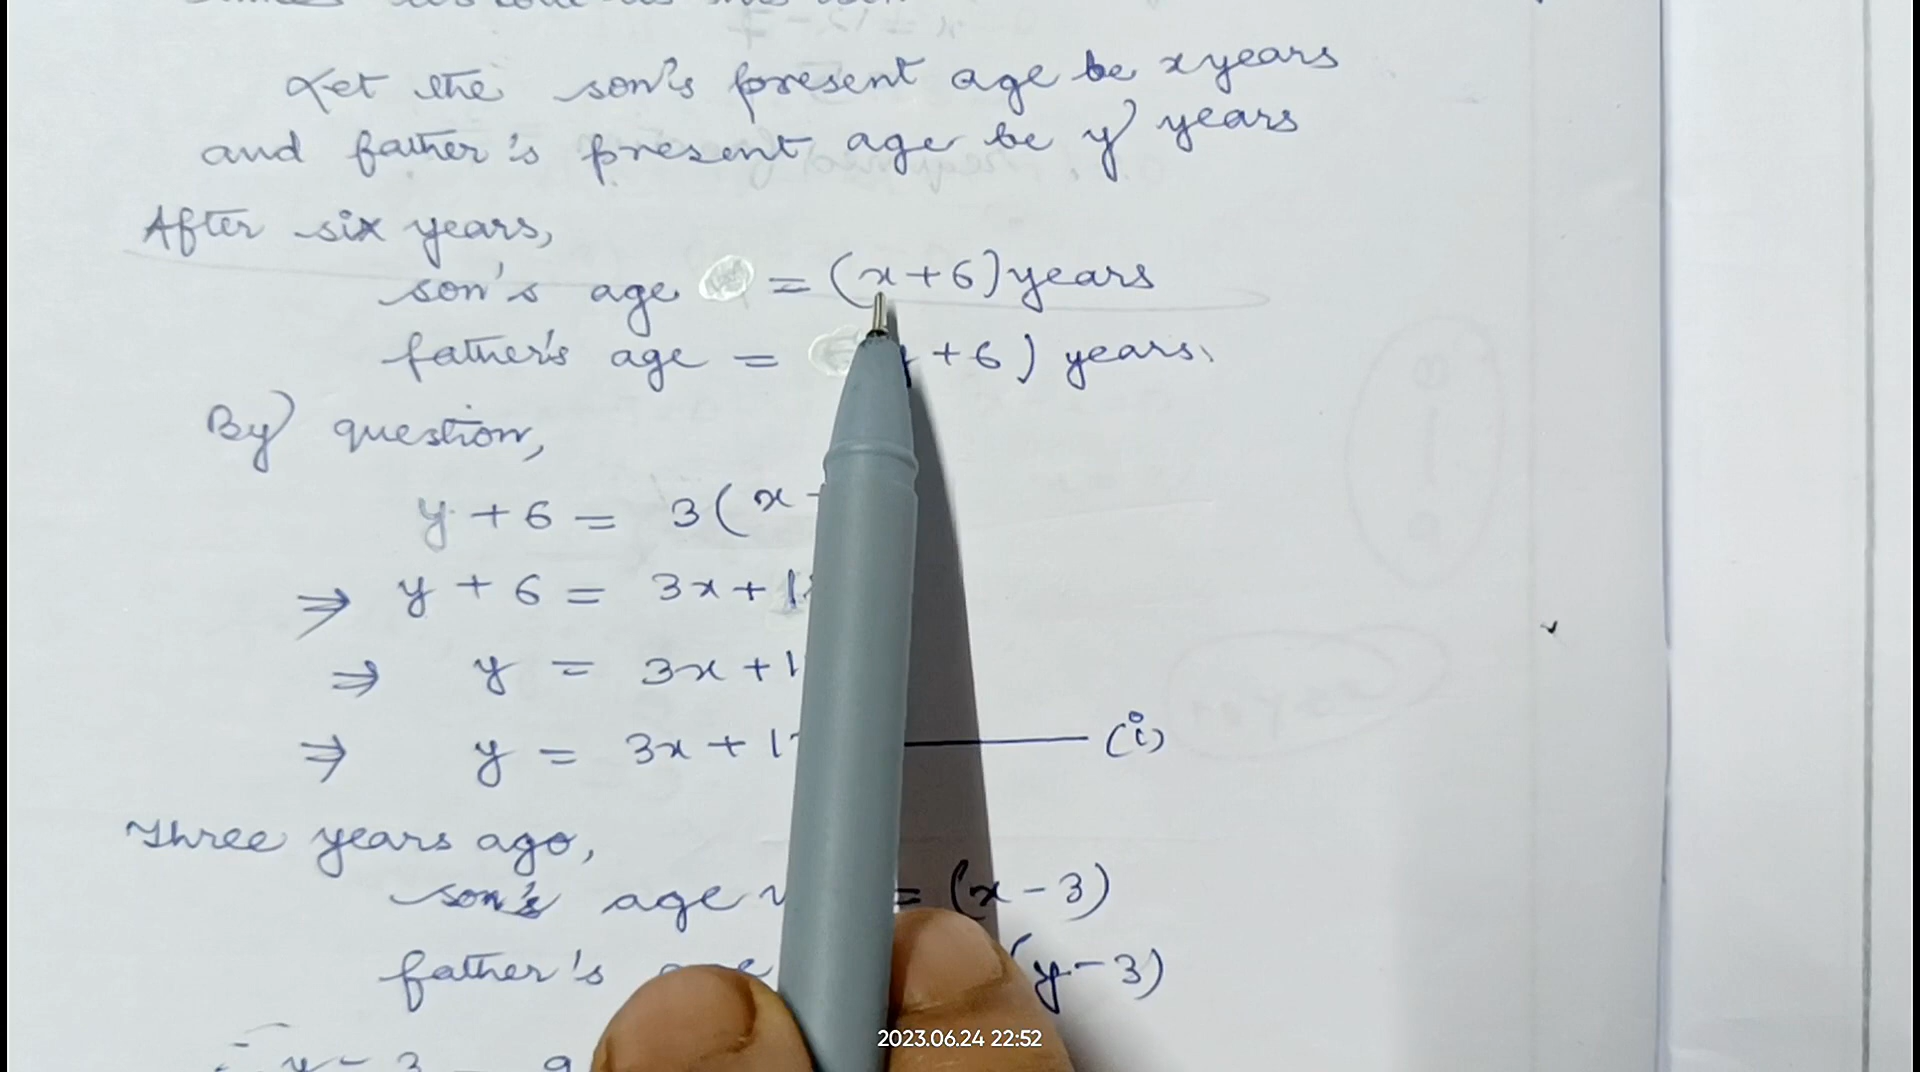 Let the son's present age be x years
and father's present age be y years
After six years,
son's age = (x+6) years
father's age = + 6) years.
By question,
y + 6 = 3(x
⇒ y + 6 = 3x + 1
⇒ y = 3x + 1
⇒ y = 3x + 1 (i)
Three years ago,
son's age = (x - 3)
father's (y - 3)
y - 3 9
2023.06.24 22:52